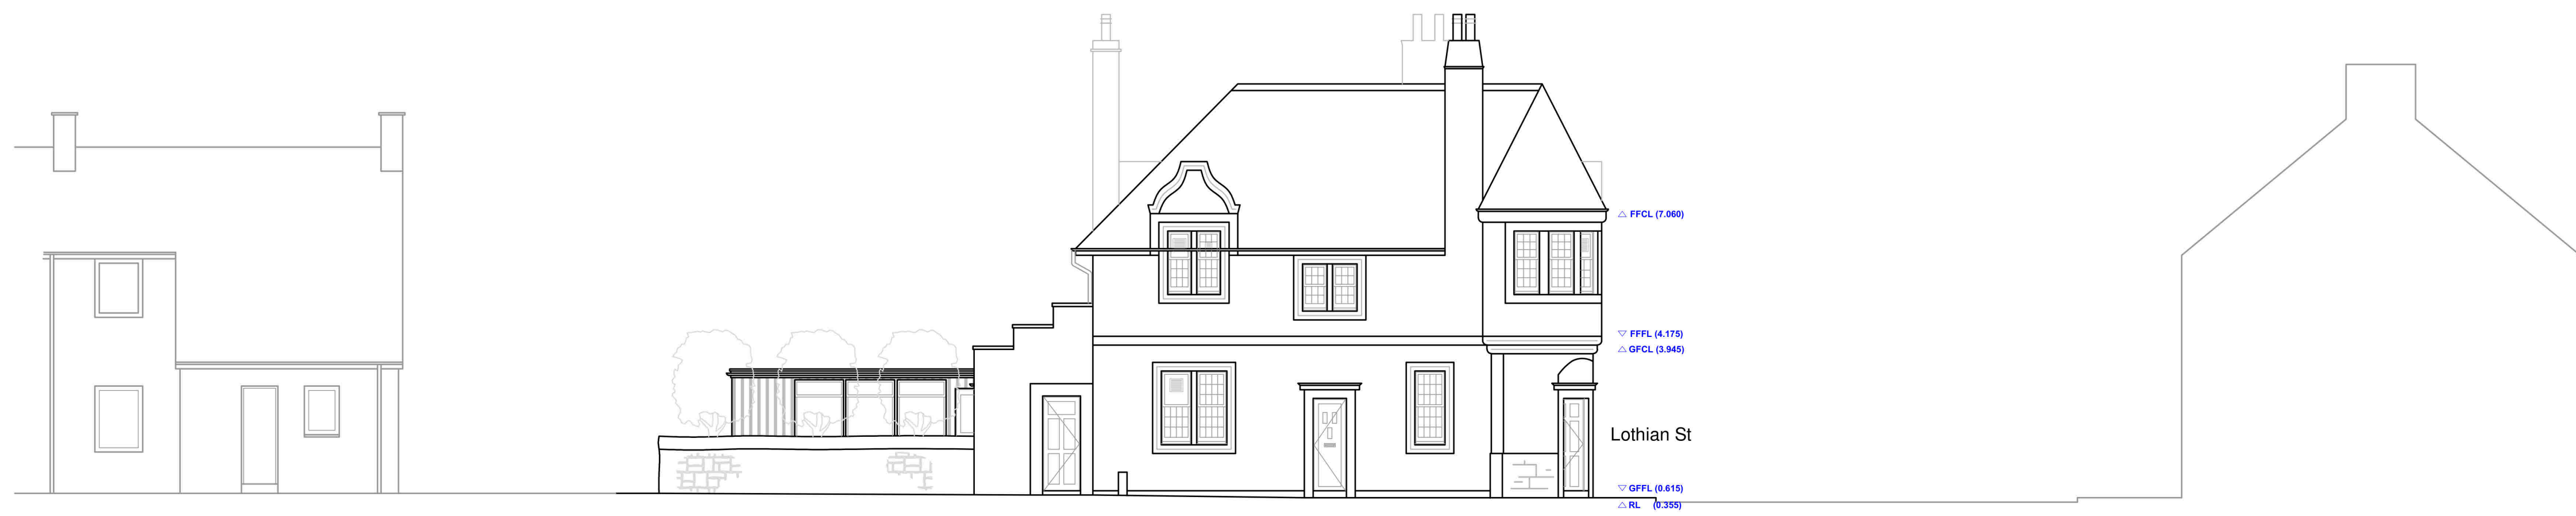 △ FFCL (7.060)
▽ FFFL (4.175)
△ GFCL (3.945)
Lothian St
▽ GFFL (0.615)
△ RL (0.355)